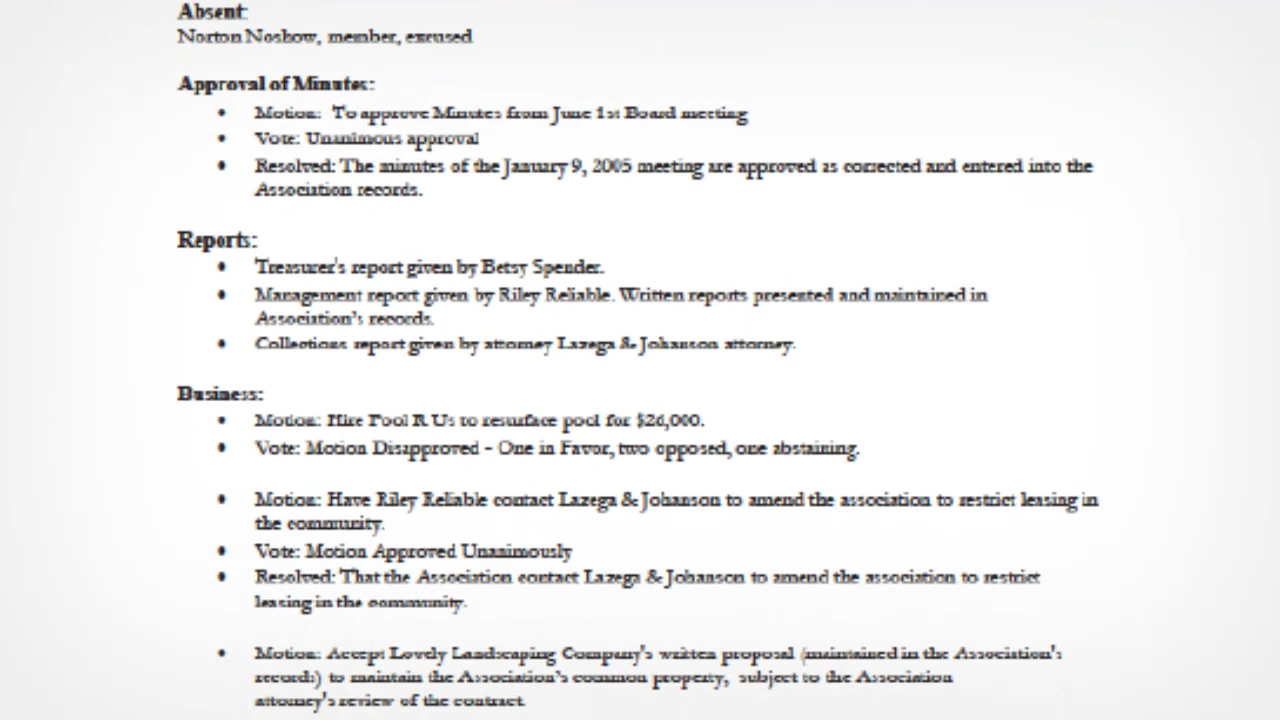 Absent:
Norton Noshow, member, excused
Approval of Minutes:
• Motion: To approve Minutes from June 1st Board meeting
• Vote: Unanimous approval
• Resolved: The minutes of the January 9, 2005 meeting are approved as corrected and entered into the
Association records.
Reports:
• Treasurer's report given by Betsy Spender.
• Management report given by Riley Reliable. Written reports presented and maintained in
Association's records.
• Collections report given by attorney Lazega & Johanson attorney.
Business:
• Motion: Hire Pool R Us to resurface pool for $26,000.
• Vote: Motion Disapproved - One in Favor, two opposed, one abstaining.
• Motion: Have Riley Reliable contact Lazega & Johanson to amend the association to restrict leasing in
the community.
• Vote: Motion Approved Unanimously
• Resolved: That the Association contact Lazega & Johanson to amend the association to restrict
leasing in the community.
• Motion: Accept Lovely Landscaping Company's written proposal (maintained in the Association's
records) to maintain the Association's common property, subject to the Association
attorney's review of the contract.